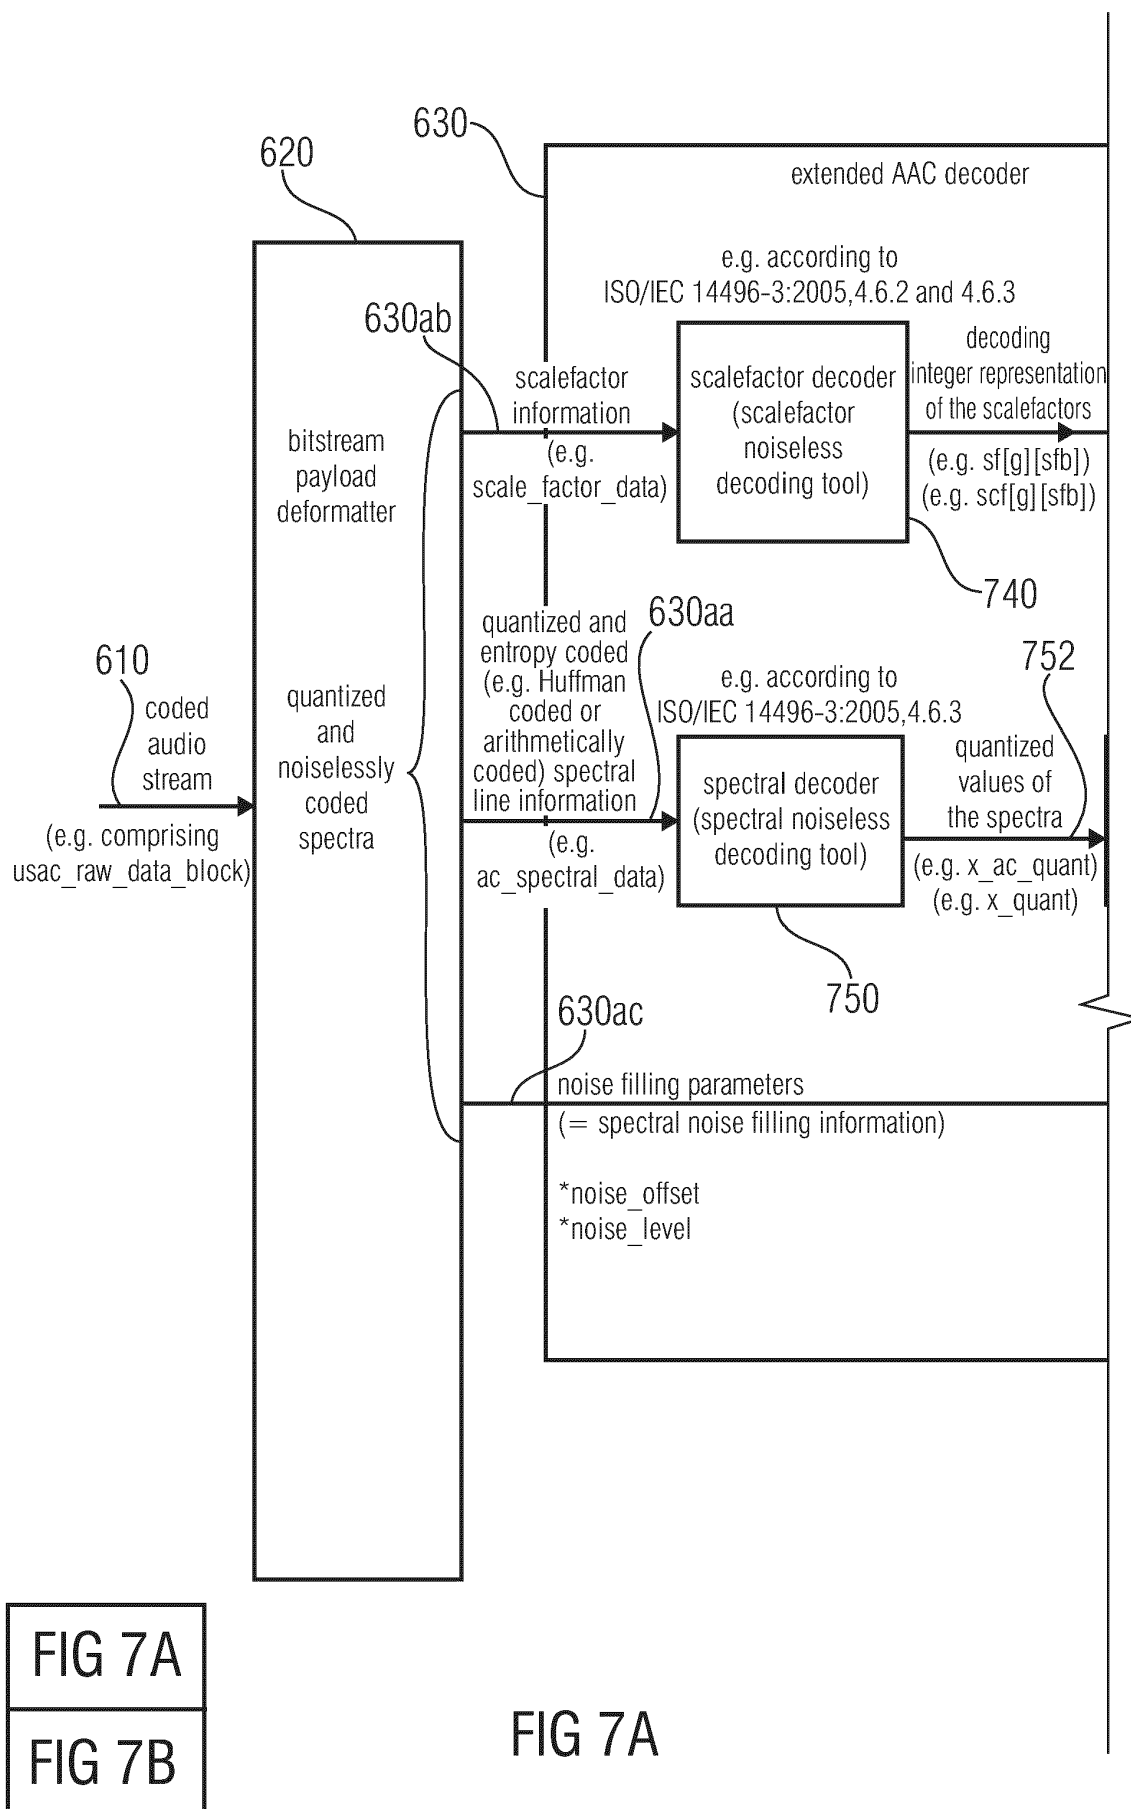 630
620
extended AAC decoder
e.g. according to
ISO/IEC 14496-3:2005,4.6.2 and 4.6.3
630ab
scalefactor
information
(e.g.
scale_factor_data)
scalefactor decoder
(scalefactor
noiseless
decoding tool)
decoding
integer representation
of the scalefactors
(e.g. sf[g][sfb])
(e.g. scf[g][sfb])
740
bitstream
payload
deformatter
610
coded
audio
stream
(e.g. comprising
usac_raw_data_block)
quantized
and
noiselessly
coded
spectra
quantized and
entropy coded
(e.g. Huffman
coded or
arithmetically
coded) spectral
line information
(e.g.
ac_spectral_data)
630aa
e.g. according to
ISO/IEC 14496-3:2005,4.6.3
spectral decoder
(spectral noiseless
decoding tool)
750
752
quantized
values of
the spectra
(e.g. x_ac_quant)
(e.g. x_quant)
630ac
noise filling parameters
(= spectral noise filling information)
*noise_offset
*noise_level
FIG 7A
FIG 7B
FIG 7A